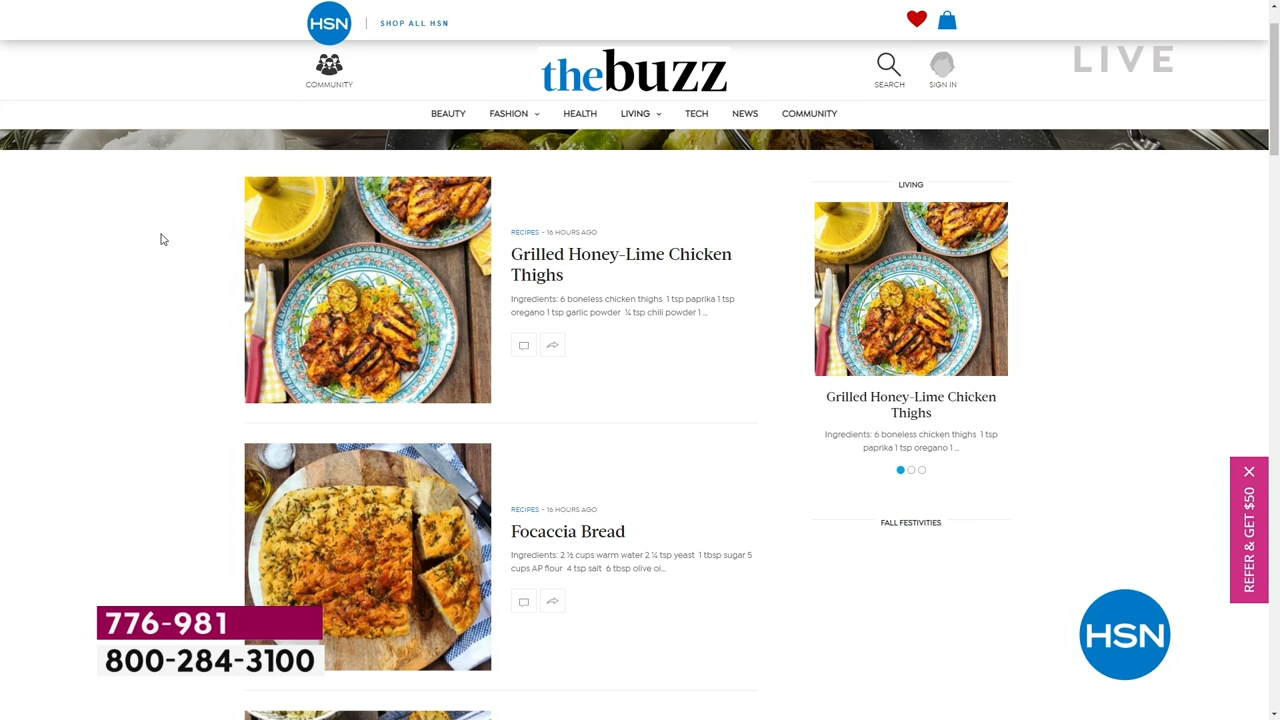 HSN
SHOP ALL HSN
COMMUNITY
thebuzz
SEARCH
SIGN IN
LIVE
BEAUTY FASHION HEALTH LIVING TECH NEWS COMMUNITY
RECIPES - 16 HOURS AGO
Grilled Honey-Lime Chicken
Thighs
Ingredients: 6 boneless chicken thighs 1 tsp paprika 1 tsp
oregano 1 tsp garlic powder ¼ tsp chili powder 1 ...
RECIPES - 16 HOURS AGO
Focaccia Bread
Ingredients: 2 ½ cups warm water 2 ¼ tsp yeast 1 tbsp sugar 5
cups AP flour 4 tsp salt 6 tbsp olive oi...
LIVING
Grilled Honey-Lime Chicken
Thighs
Ingredients: 6 boneless chicken thighs 1 tsp
paprika 1 tsp oregano 1 ...
FALL FESTIVITIES
REFER & GET $50
776-981
800-284-3100
HSN